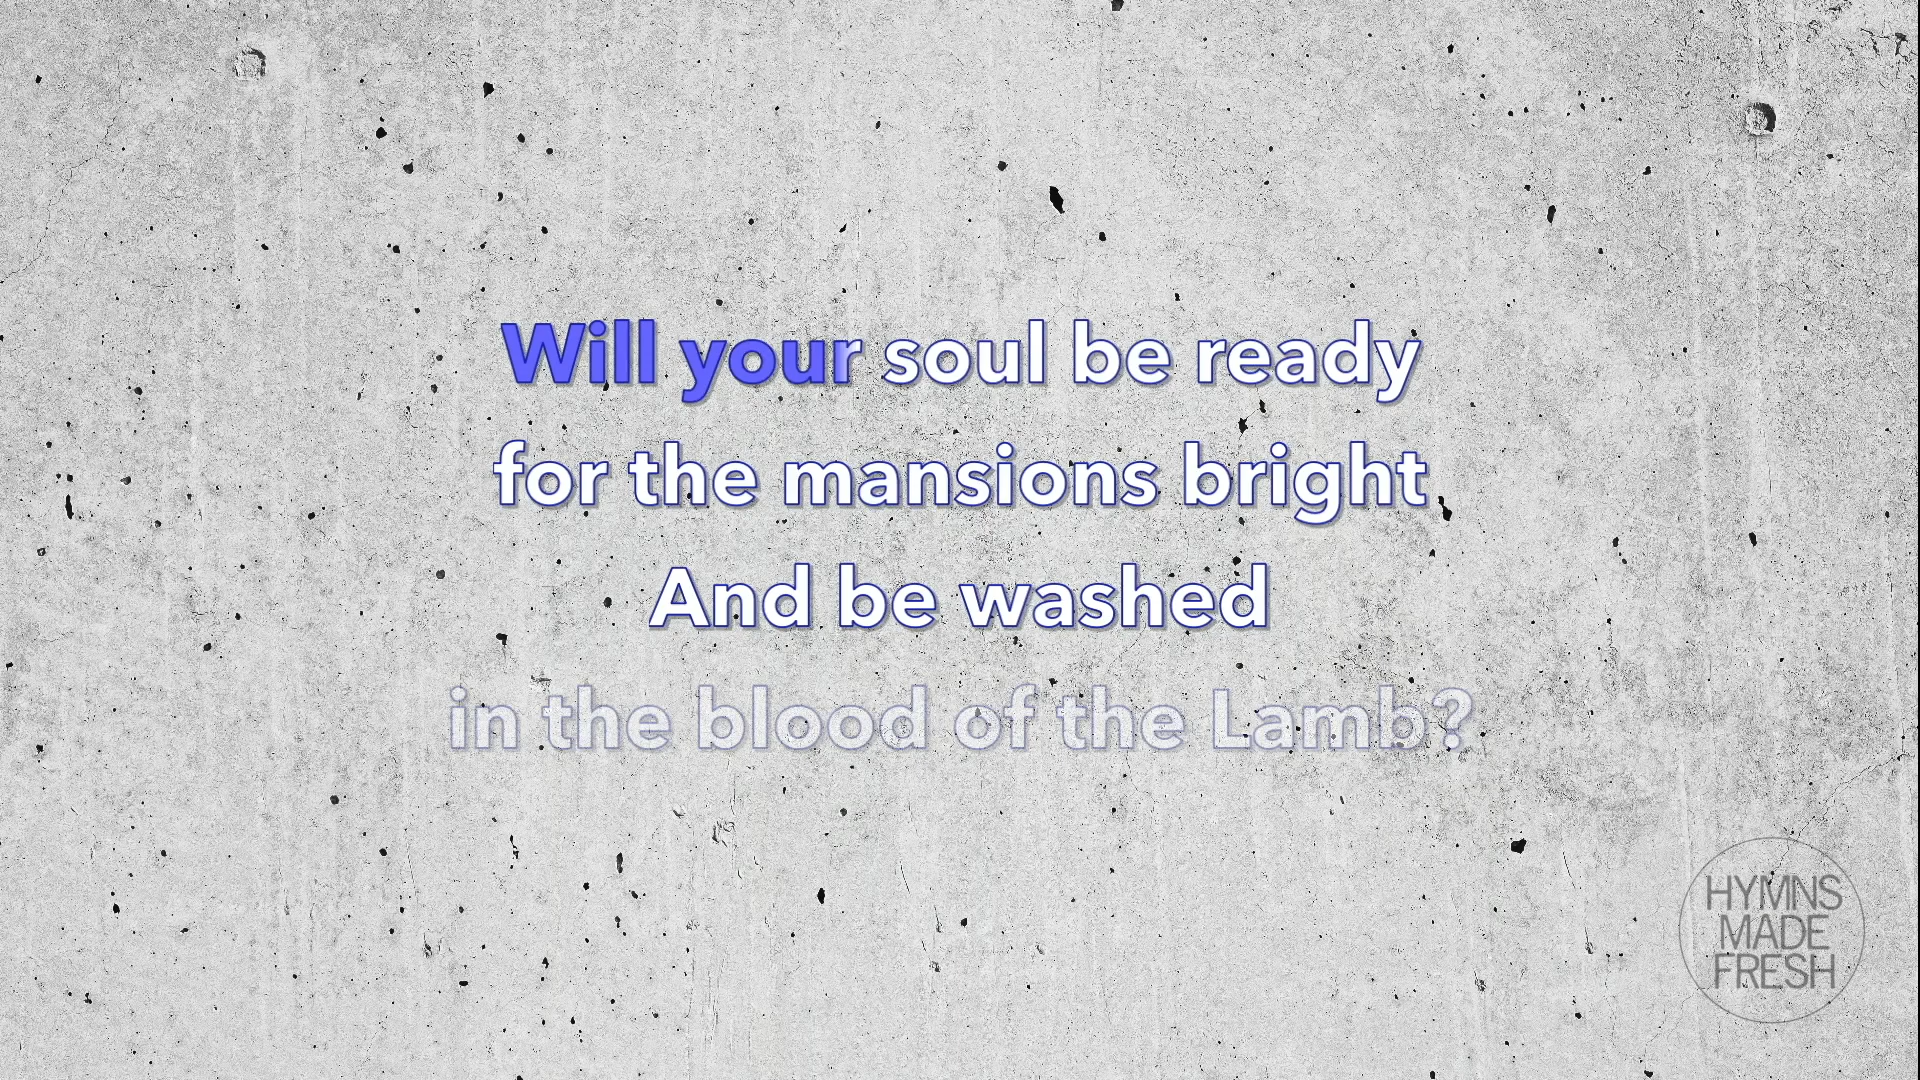 Will your soul be ready
for the mansions bright
And be washed
in the blood of the Lamb?
HYMNS
MADE
FRESH